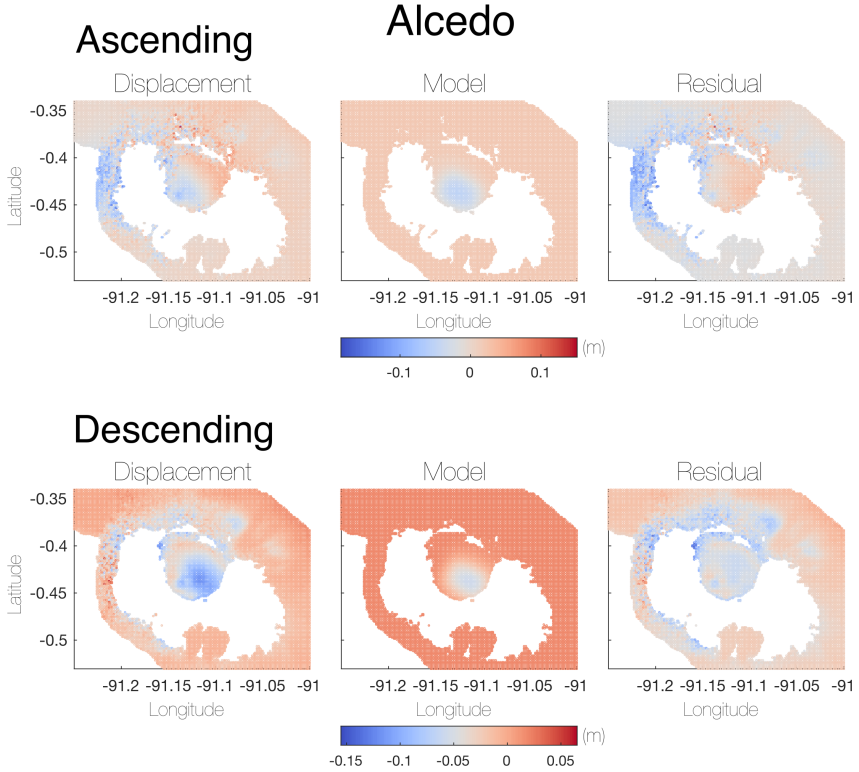 Alcedo
Ascending
Displacement Model Residual
-0.35
-0.4
-0.45
-0.5
Latitude
-91.2 -91.15 -91.1 -91.05 -91 -91.2 -91.15 -91.1 -91.05 -91 -91.2 -91.15 -91.1 -91.05 -91
Longitude Longitude Longitude
(m)
-0.1 0 0.1
Descending
Displacement Model Residual
-0.35
-0.4
-0.45
-0.5
Latitude
-91.2 -91.15 -91.1 -91.05 -91 -91.2 -91.15 -91.1 -91.05 -91 -91.2 -91.15 -91.1 -91.05 -91
Longitude Longitude Longitude
(m)
-0.15 -0.1 -0.05 0 0.05